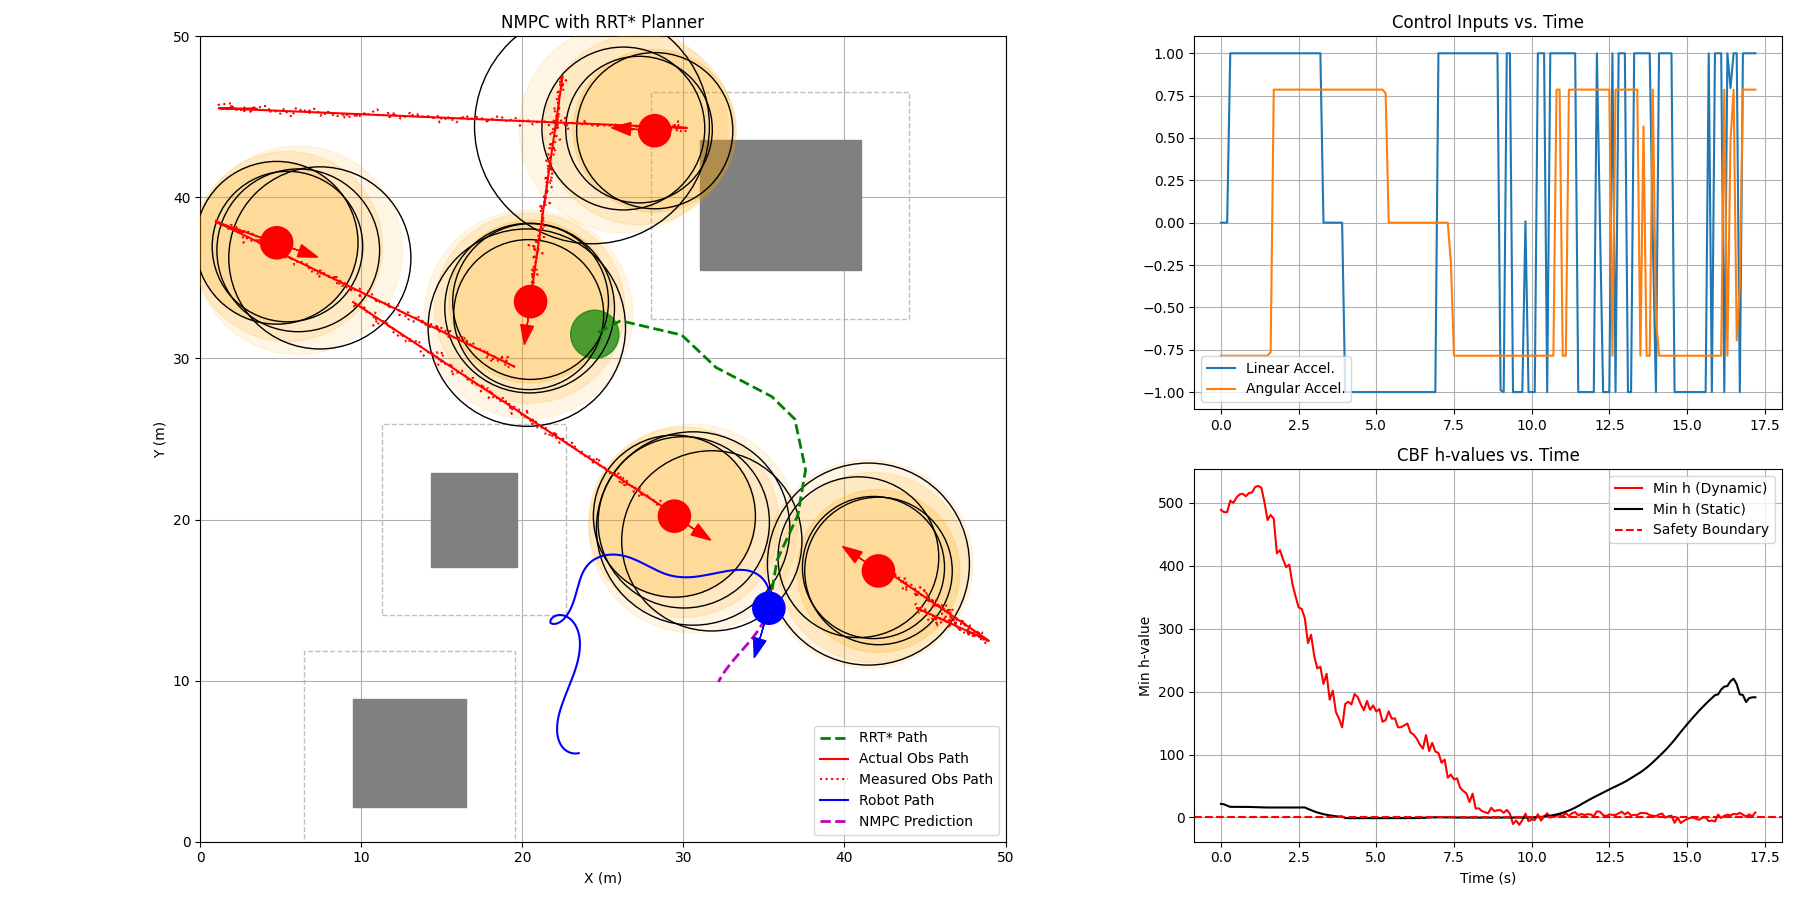 NMPC with RRT* Planner
50
40
30
20
10
0
Y (m)
0 10 20 30 40 50
X (m)
RRT* Path
Actual Obs Path
Measured Obs Path
Robot Path
NMPC Prediction
Control Inputs vs. Time
1.00
0.75
0.50
0.25
0.00
−0.25
−0.50
−0.75
−1.00
Linear Accel.
Angular Accel.
0.0 2.5 5.0 7.5 10.0 12.5 15.0 17.5
CBF h-values vs. Time
500
400
300
200
100
0
Min h-value
Min h (Dynamic)
Min h (Static)
Safety Boundary
0.0 2.5 5.0 7.5 10.0 12.5 15.0 17.5
Time (s)